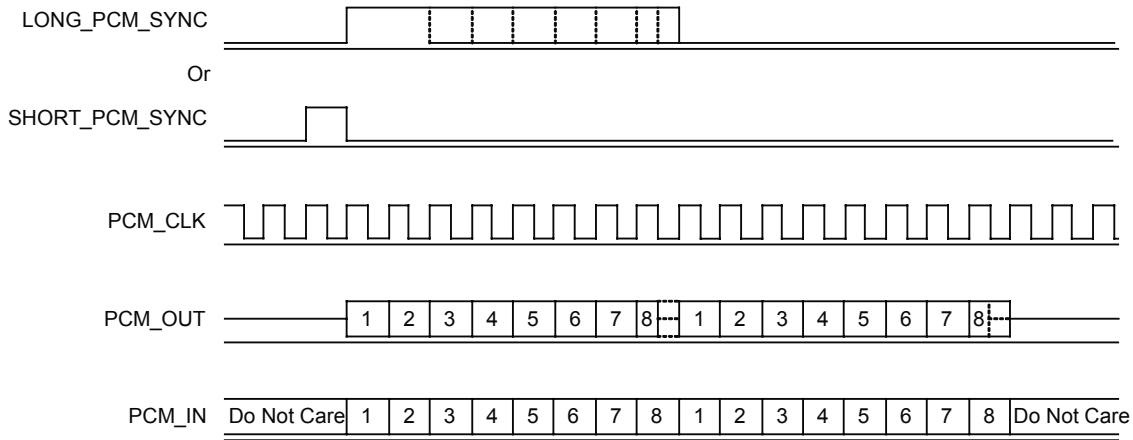 LONG_PCM_SYNC
Or
SHORT_PCM_SYNC
PCM_CLK
PCM_OUT 1 2 3 4 5 6 7 8 1 2 3 4 5 6 7 8
PCM_IN Do Not Care 1 2 3 4 5 6 7 8 1 2 3 4 5 6 7 8 Do Not Care